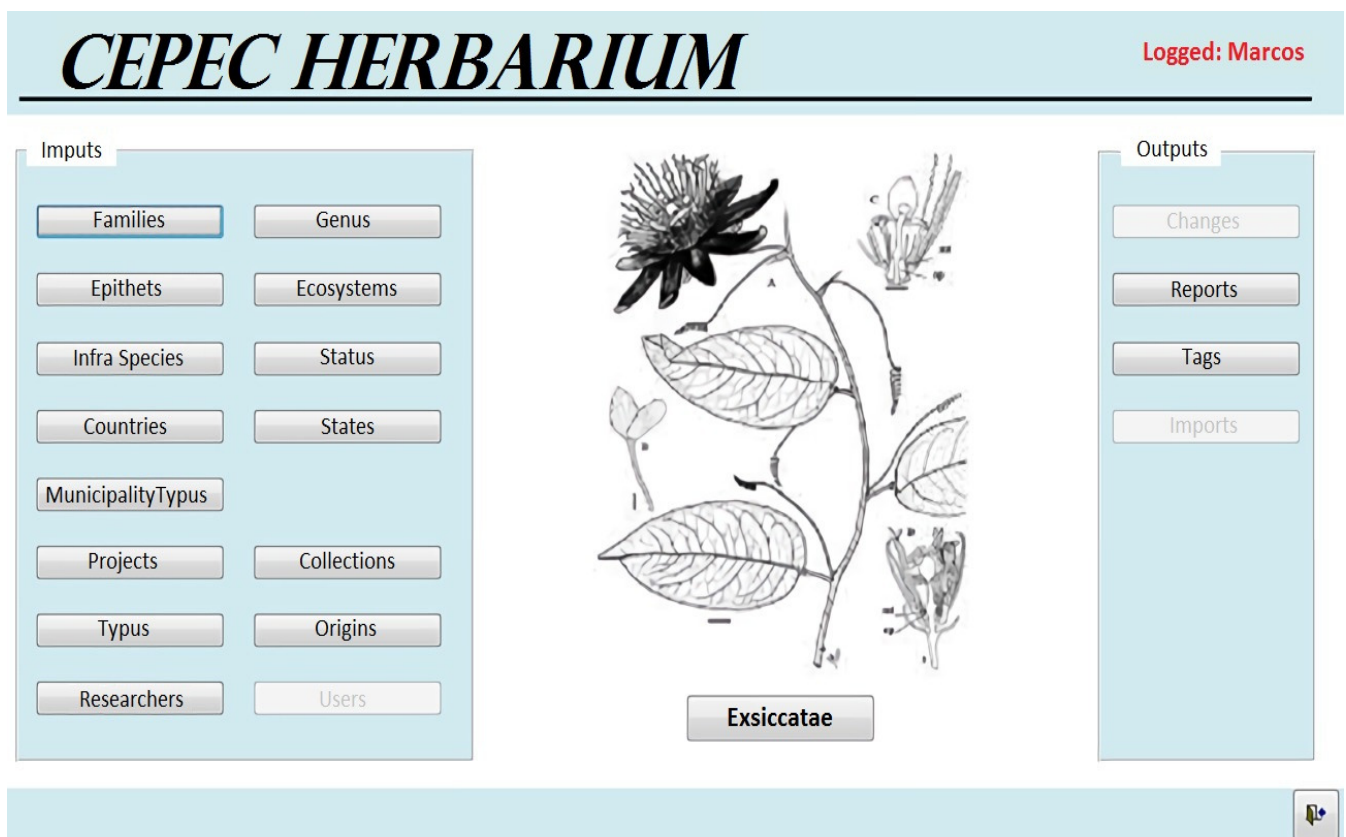 CEPEC HERBARIUM
Logged: Marcos
Imputs
Families
Genus
Epithets
Ecosystems
Infra Species
Status
Countries
States
MunicipalityTypus
Projects
Collections
Typus
Origins
Researchers
Users
A
B
C
D
Exsiccatae
Outputs
Changes
Reports
Tags
Imports